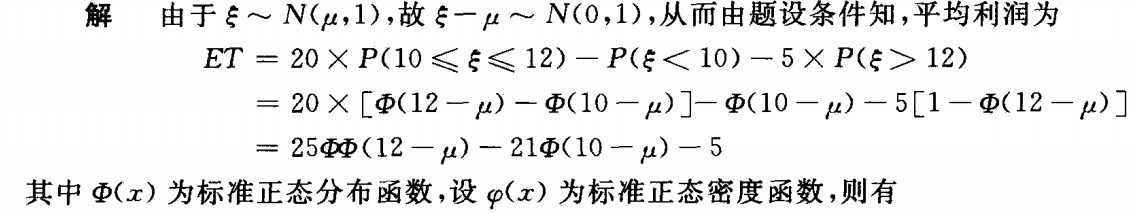 解 由于 ξ ~ N(μ,1),故 ξ-μ ~ N(0,1),从而由题设条件知,平均利润为
ET = 20 × P(10 ⩽ ξ ⩽ 12) - P(ξ < 10) - 5 × P(ξ > 12)
= 20 × [Φ(12-μ) - Φ(10-μ)] - Φ(10-μ) - 5[1-Φ(12-μ)]
= 25ΦΦ(12-μ) - 21Φ(10-μ) - 5
其中 Φ(x) 为标准正态分布函数,设 φ(x) 为标准正态密度函数,则有